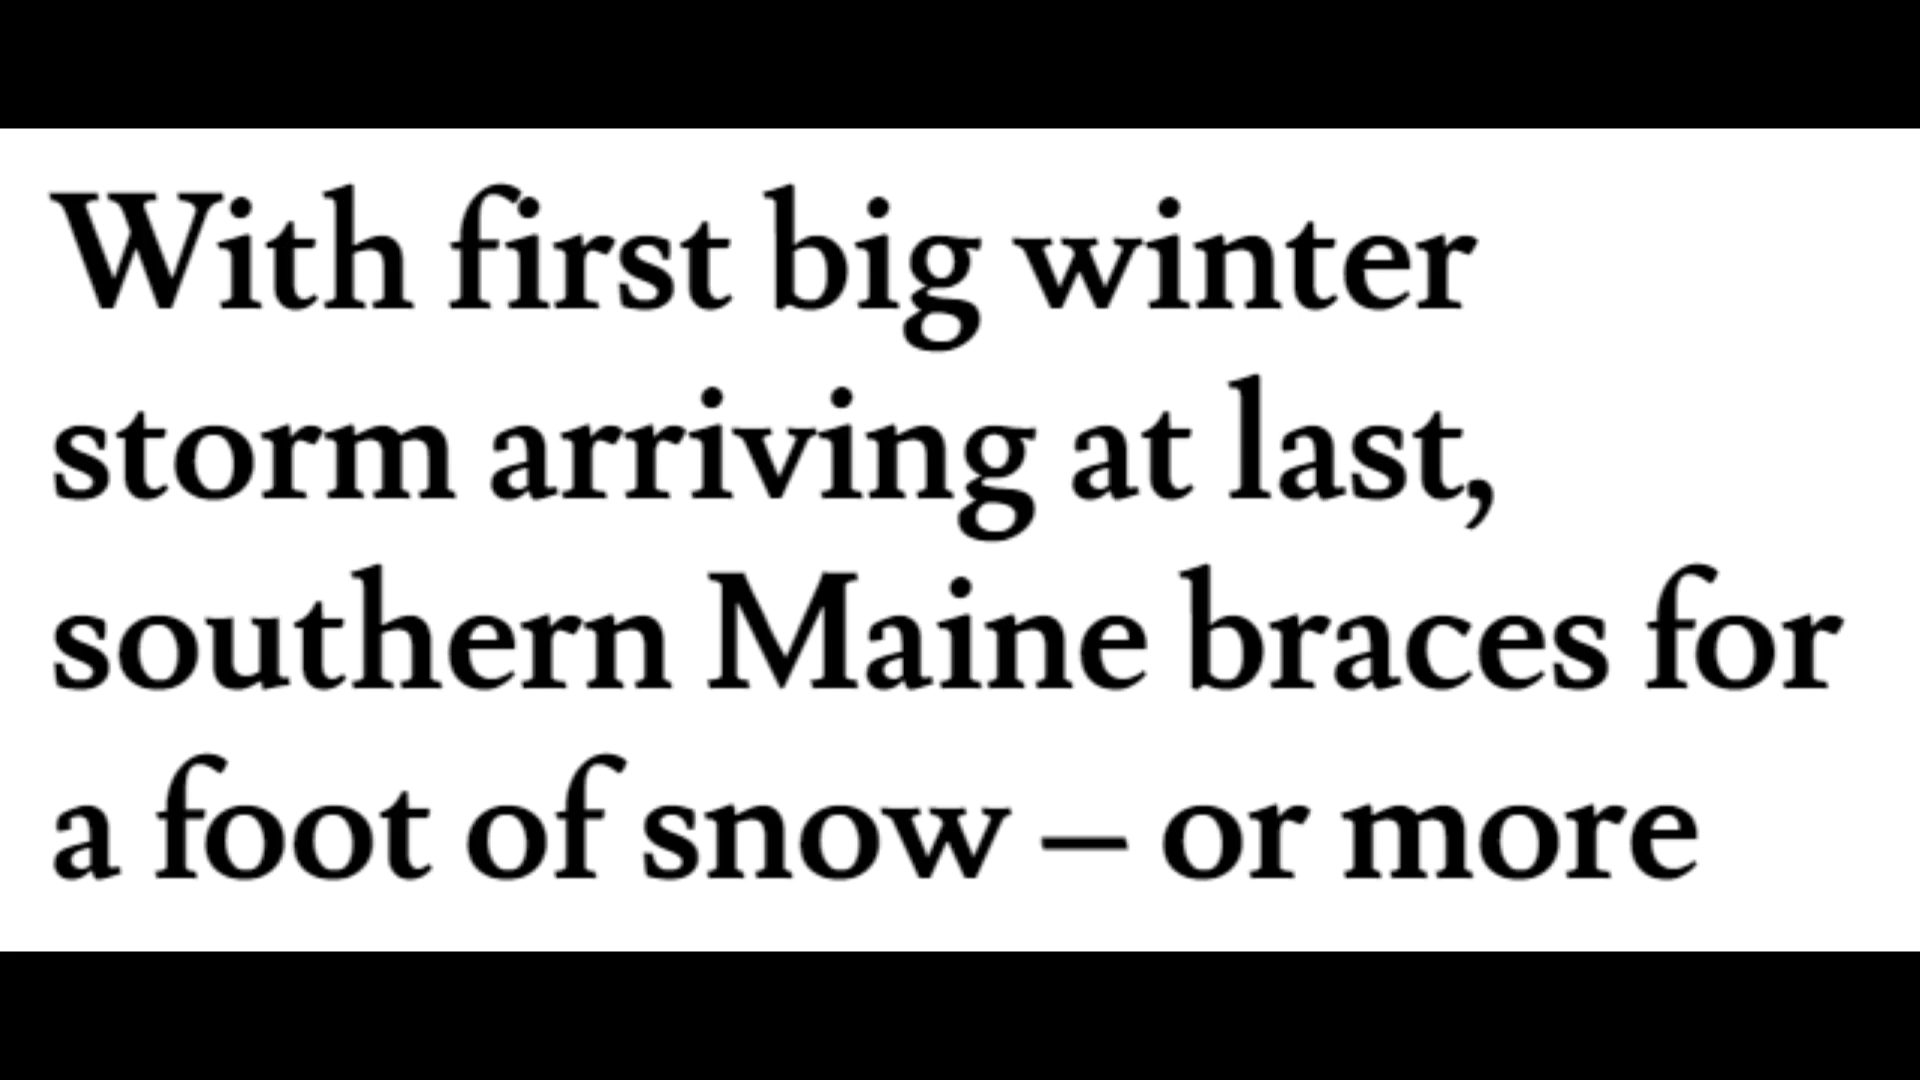 With first big winter
storm arriving at last,
southern Maine braces for
a foot of snow – or more